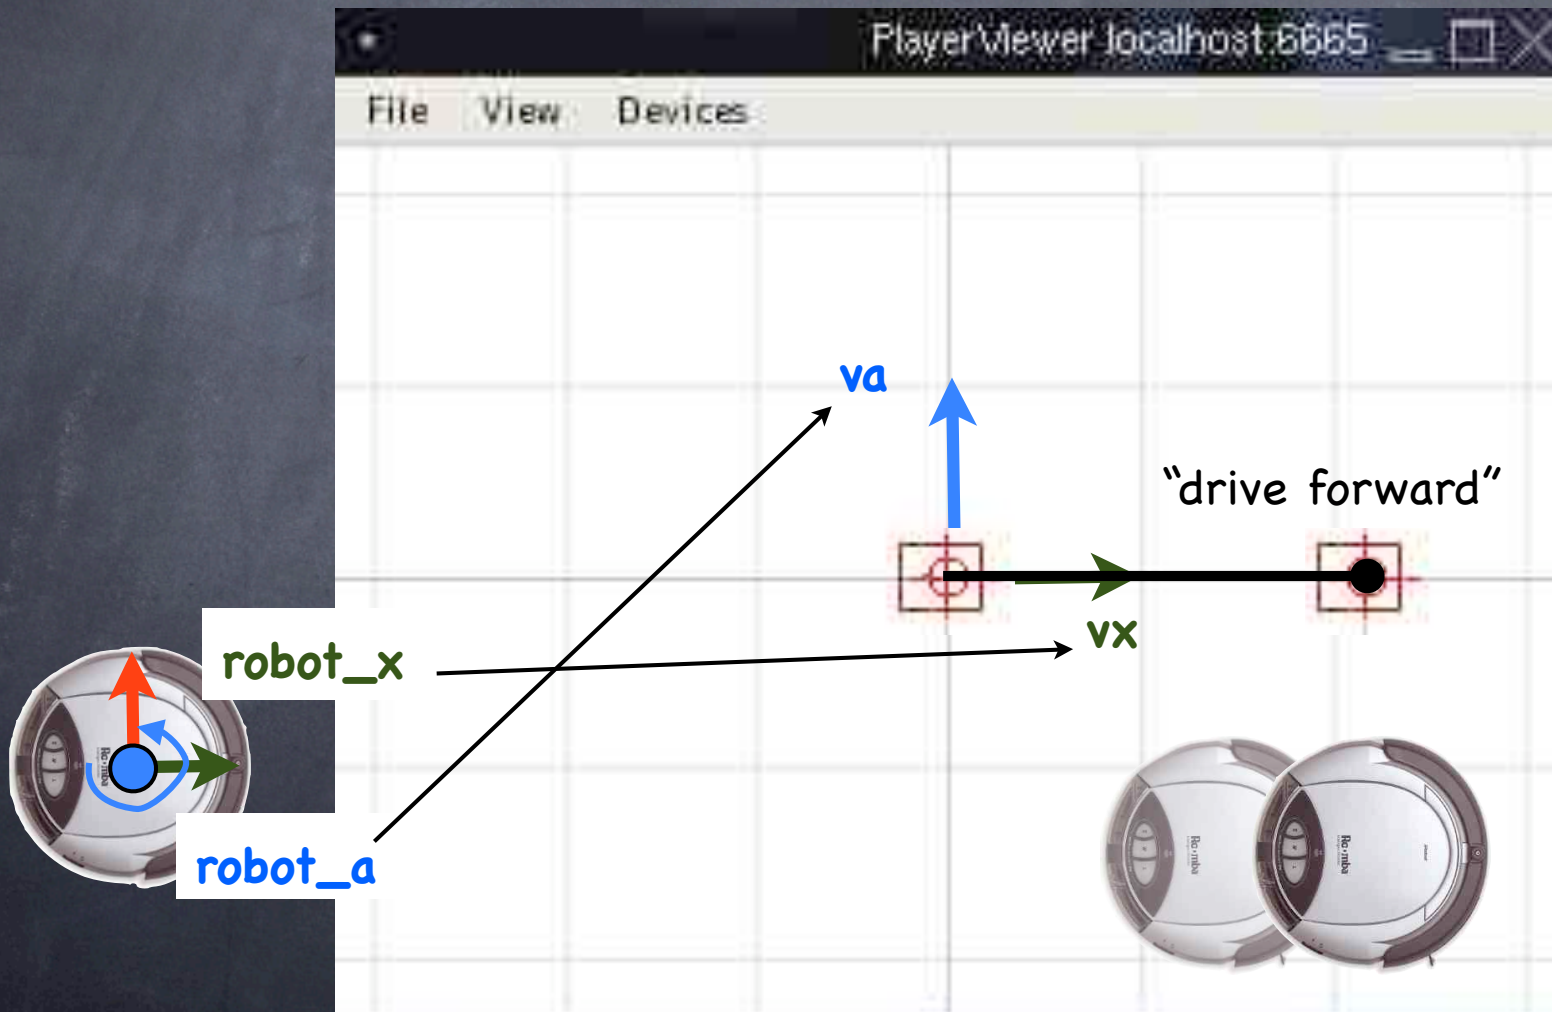 PlayerViewer localhost:6665
File View Devices
va
“drive forward”
vx
robot_x
robot_a